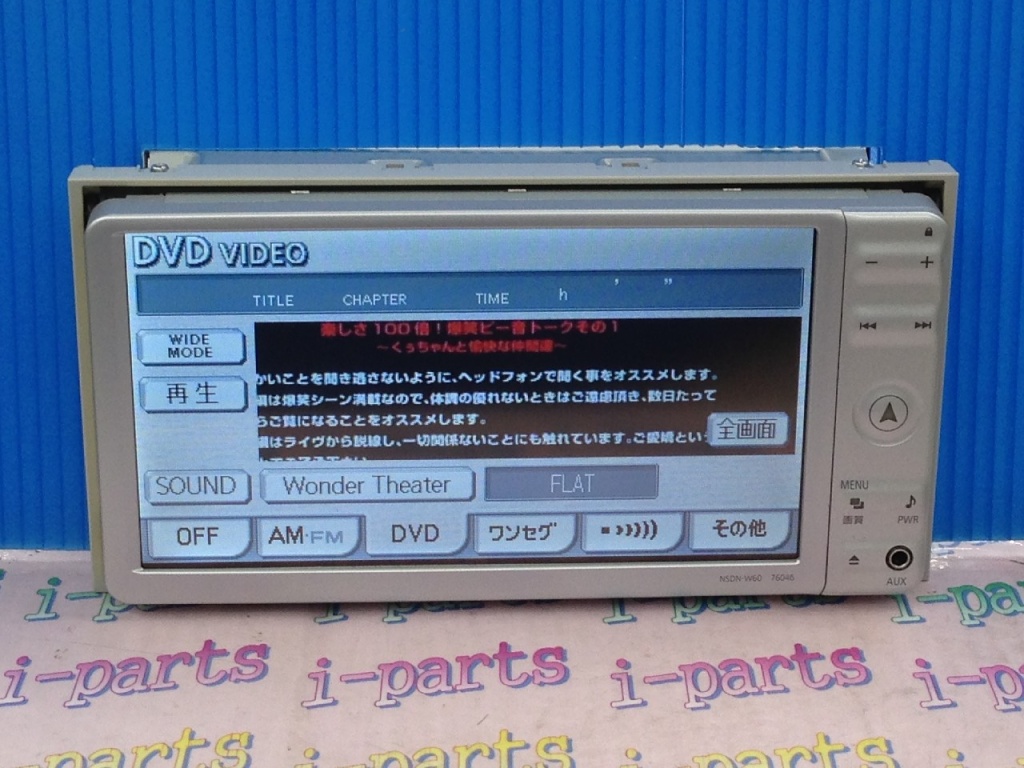 DVD VIDEO
TITLE CHAPTER TIME h ' "
WIDE
MODE
再生
楽しさ100倍！爆笑ピー音トークその1
～くぅちゃんと愉快な仲間達～
かいことを聞き逃さないように、ヘッドフォンで聞く事をオススメします。
は爆笑シーン満載なので、体調の優れないときはご遠慮頂き、数日たって
らご覧になることをオススメします。
はライヴから脱線し、一切関係ないことにも触れています。ご愛嬌とい
全画面
SOUND Wonder Theater FLAT
OFF AM·FM DVD ワンセグ その他
- +
MENU
画質 PWR
AUX
NSDN-W60 76046
i-parts
i-parts i-parts i-parts i-parts
i-parts i-parts